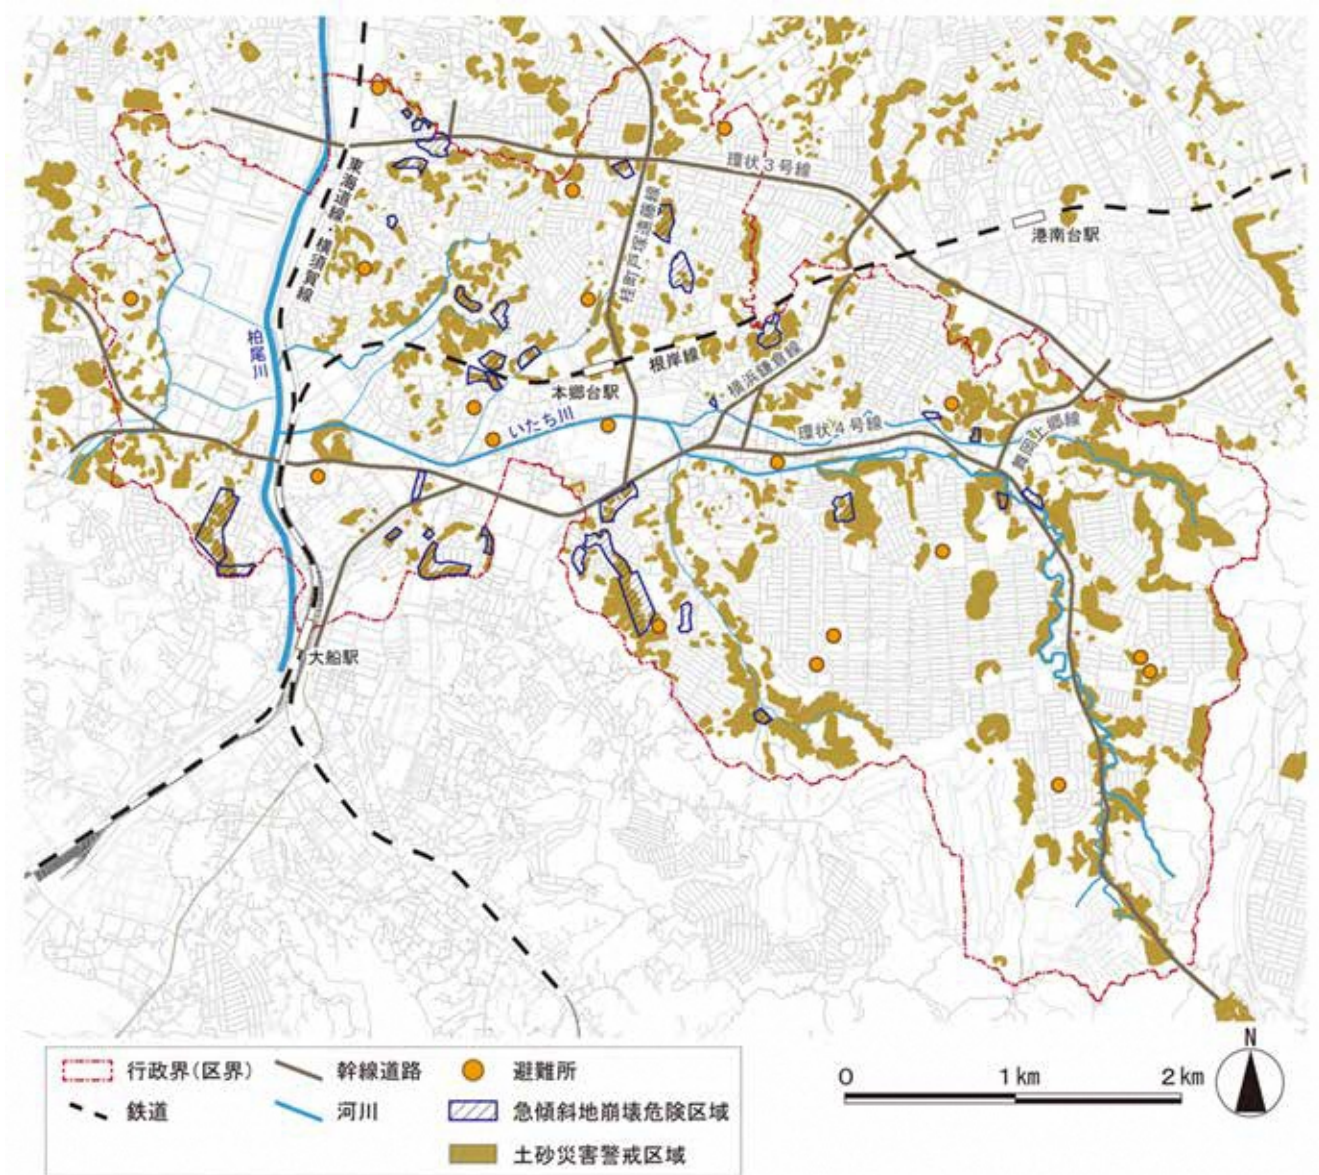 環状3号線
東海道線・横須賀線
桂町戸塚遠藤線
港南台駅
柏尾川
根岸線
本郷台駅
横浜鎌倉線
いたち川
環状4号線
舞岡上郷線
大船駅
行政界(区界)
幹線道路
避難所
鉄道
河川
急傾斜地崩壊危険区域
土砂災害警戒区域
0
1km
2km
N